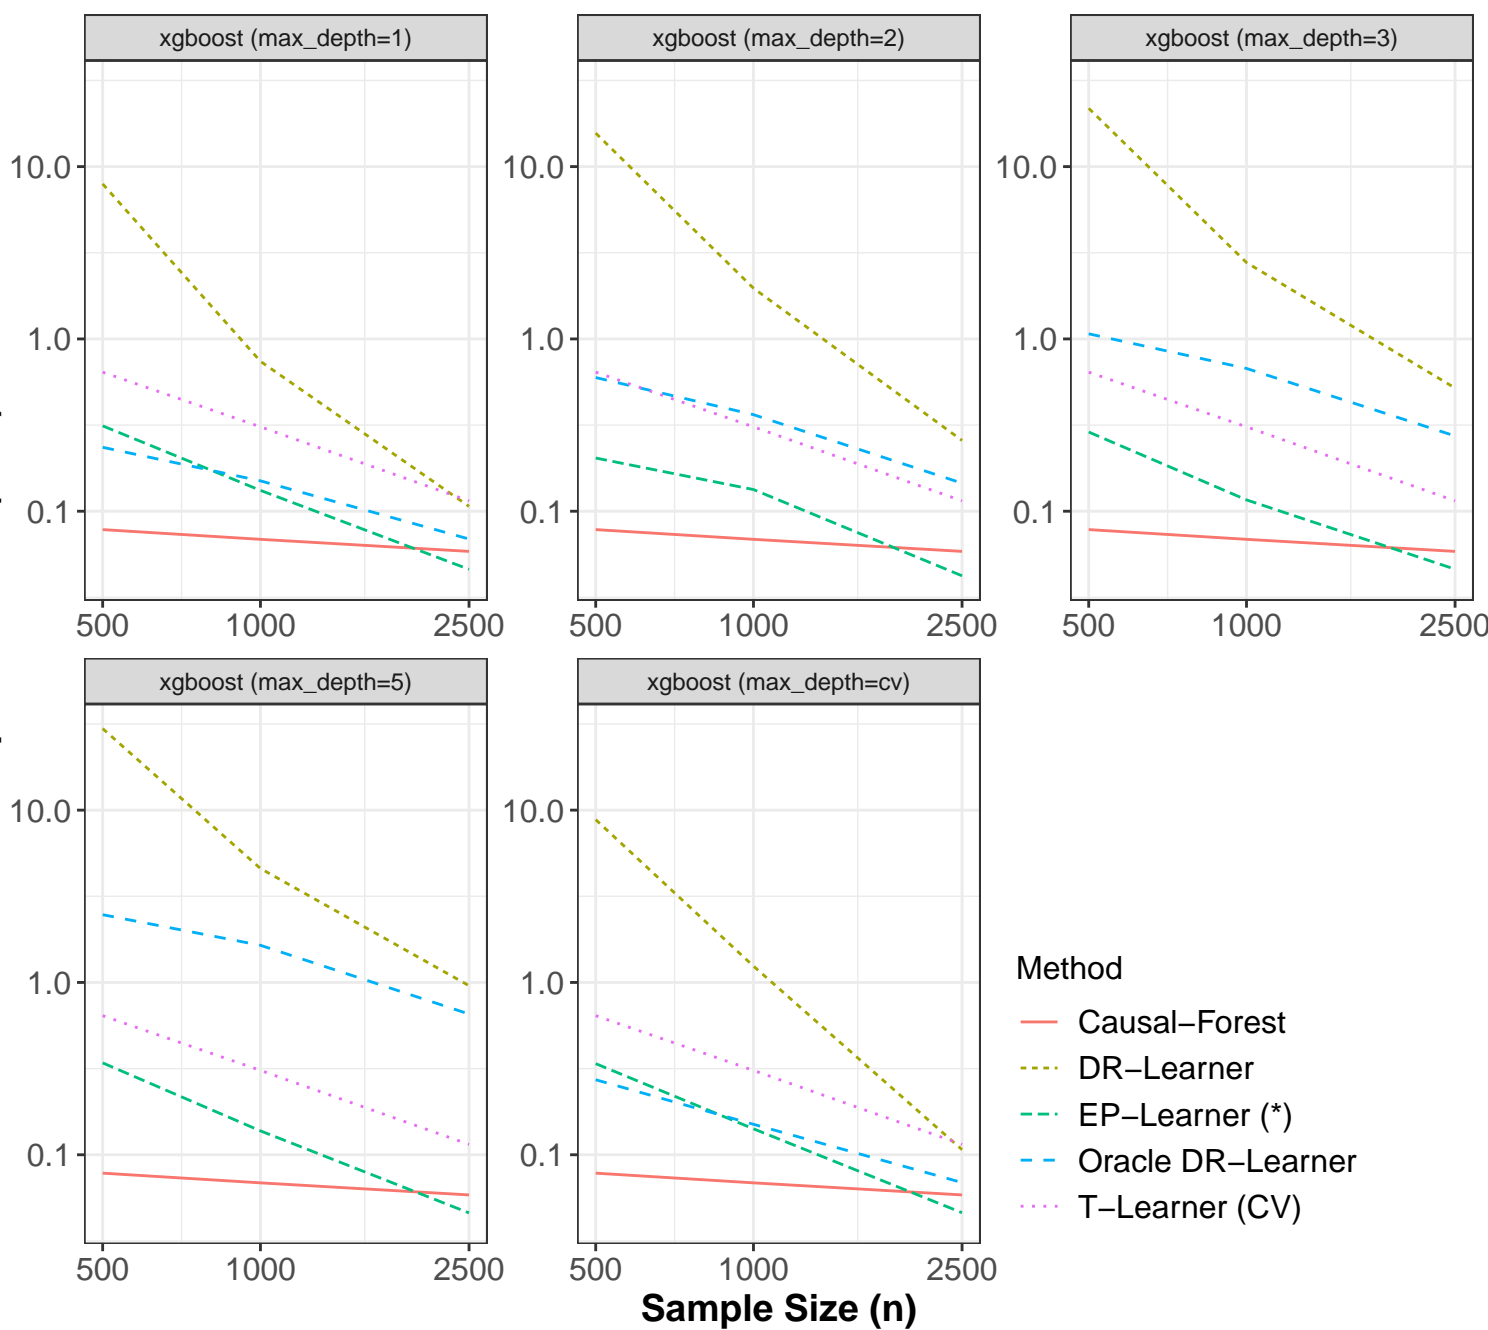 xgboost (max_depth=1)
xgboost (max_depth=2)
xgboost (max_depth=3)
10.0
1.0
0.1
500 1000 2500
10.0
1.0
0.1
500 1000 2500
10.0
1.0
0.1
500 1000 2500
xgboost (max_depth=5)
xgboost (max_depth=cv)
10.0
1.0
0.1
500 1000 2500
10.0
1.0
0.1
500 1000 2500
Sample Size (n)
Method
Causal−Forest
DR−Learner
EP−Learner (*)
Oracle DR−Learner
T−Learner (CV)